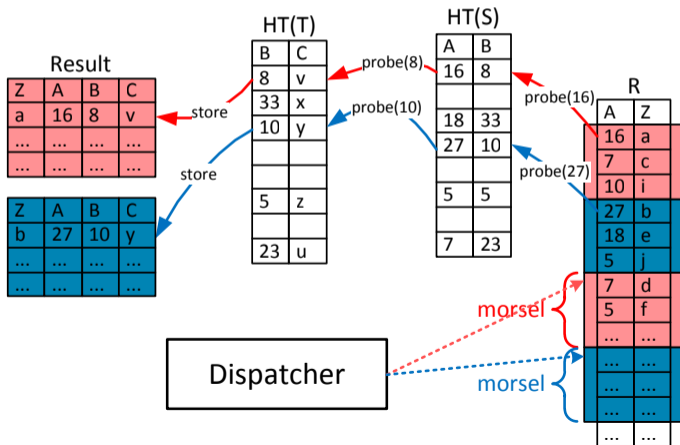 HT(T)
HT(S)
Result
R
Z A B C
a 16 8 v
... ... ... ...
... ... ... ...
Z A B C
b 27 10 y
... ... ... ...
... ... ... ...
store
store
B C
8 v
33 x
10 y
5 z
23 u
probe(8)
probe(10)
A B
16 8
18 33
27 10
5 5
7 23
probe(16)
probe(27)
A Z
16 a
7 c
10 i
27 b
18 e
5 j
7 d
5 f
... ...
... ...
... ...
... ...
... ...
morsel
morsel
Dispatcher